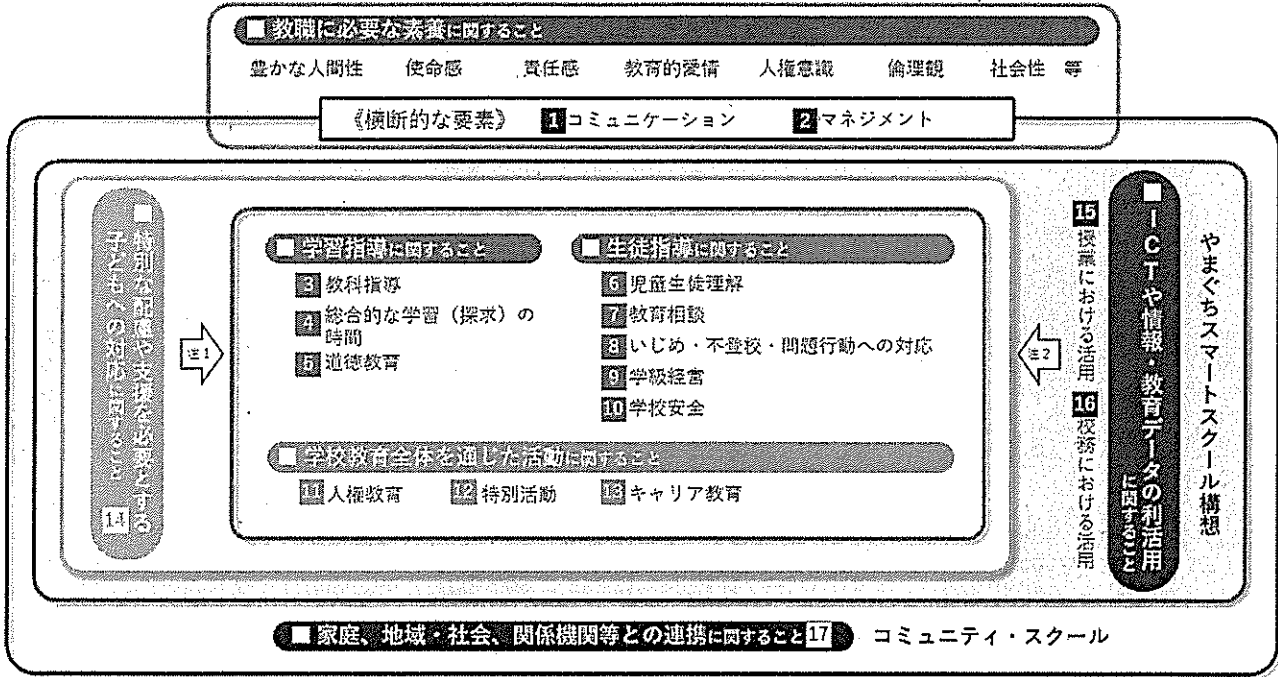 ■ 教職に必要な素養に関すること
豊かな人間性 使命感 責任感 教育的愛情 人権意識 倫理観 社会性 等
《横断的な要素》 1 コミュニケーション 2 マネジメント
■ 特別な配慮や支援を必要とする
子どもへの対応に関すること 14
注1
■ 学習指導に関すること
3 教科指導
4 総合的な学習（探求）の
時間
5 道徳教育
■ 生徒指導に関すること
6 児童生徒理解
7 教育相談
8 いじめ・不登校・問題行動への対応
9 学級経営
10 学校安全
■ 学校教育全体を通じた活動に関すること
11 人権教育 12 特別活動 13 キャリア教育
注2
15 授業における活用 16 校務における活用
■ ICTや情報・教育データの利活用
に関すること
やまぐちスマートスクール構想
■ 家庭、地域・社会、関係機関等との連携に関すること 17 コミュニティ・スクール